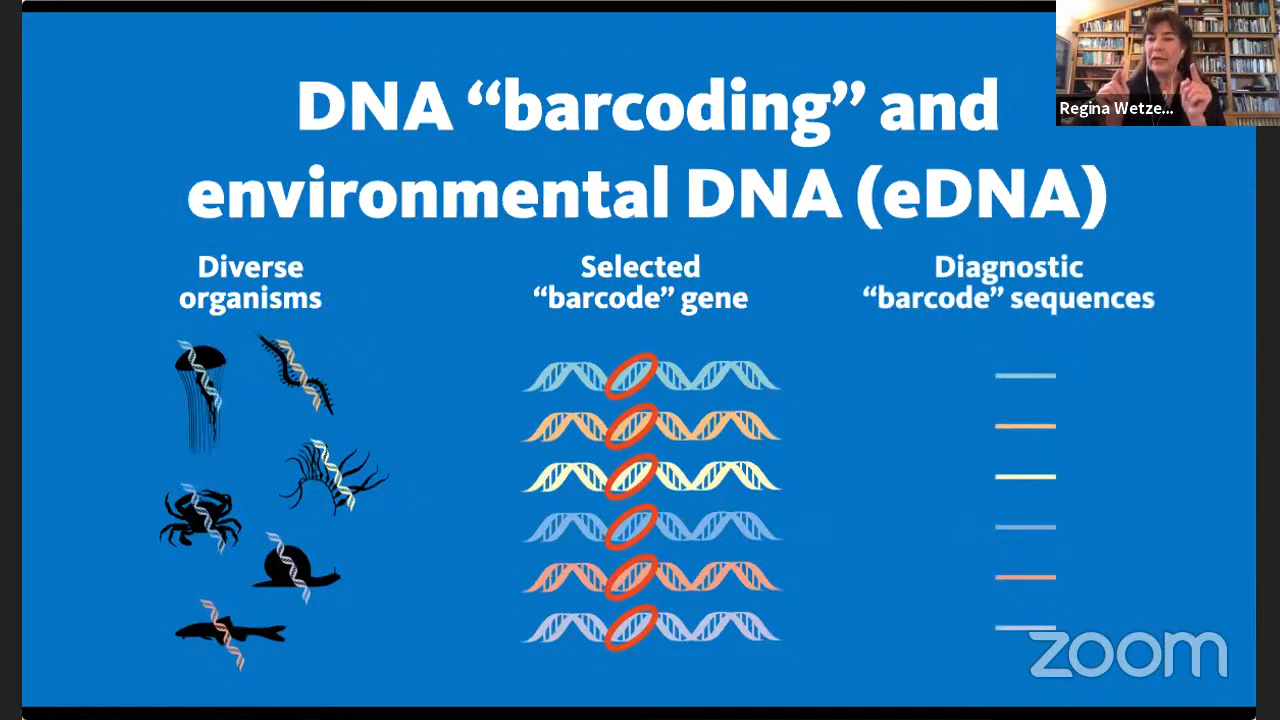 DNA “barcoding” and
environmental DNA (eDNA)
Regina Wetze...
Diverse
organisms
Selected
“barcode” gene
Diagnostic
“barcode” sequences
zoom